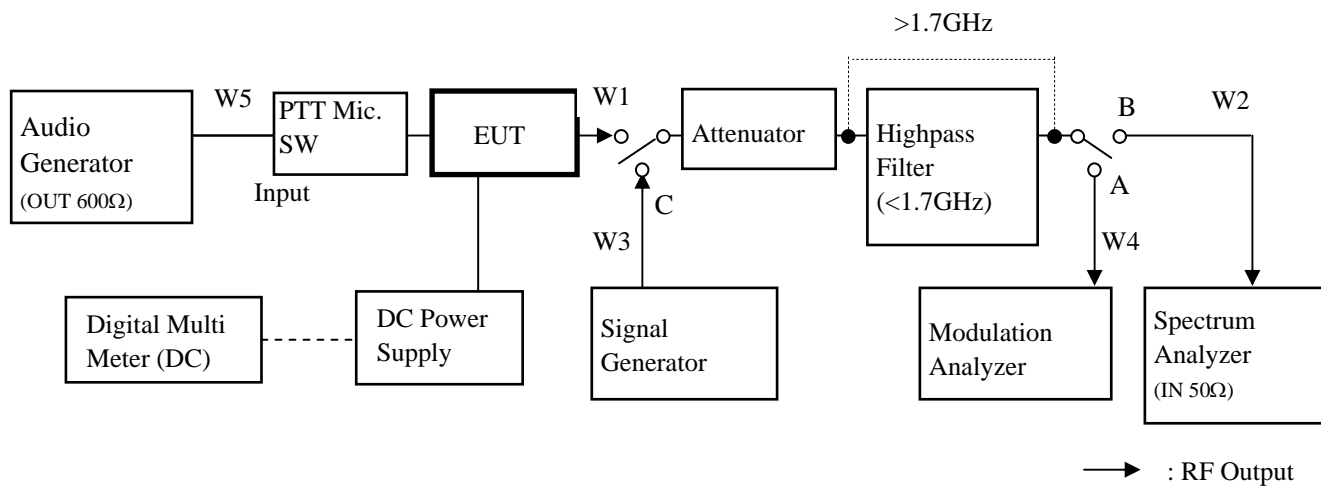 >1.7GHz
W5
W1
B
W2
Audio
Generator
(OUT 600Ω)
PTT Mic.
SW
Input
EUT
Attenuator
Highpass
Filter
(<1.7GHz)
A
C
W3
W4
Digital Multi
Meter (DC)
DC Power
Supply
Signal
Generator
Modulation
Analyzer
Spectrum
Analyzer
(IN 50Ω)
: RF Output